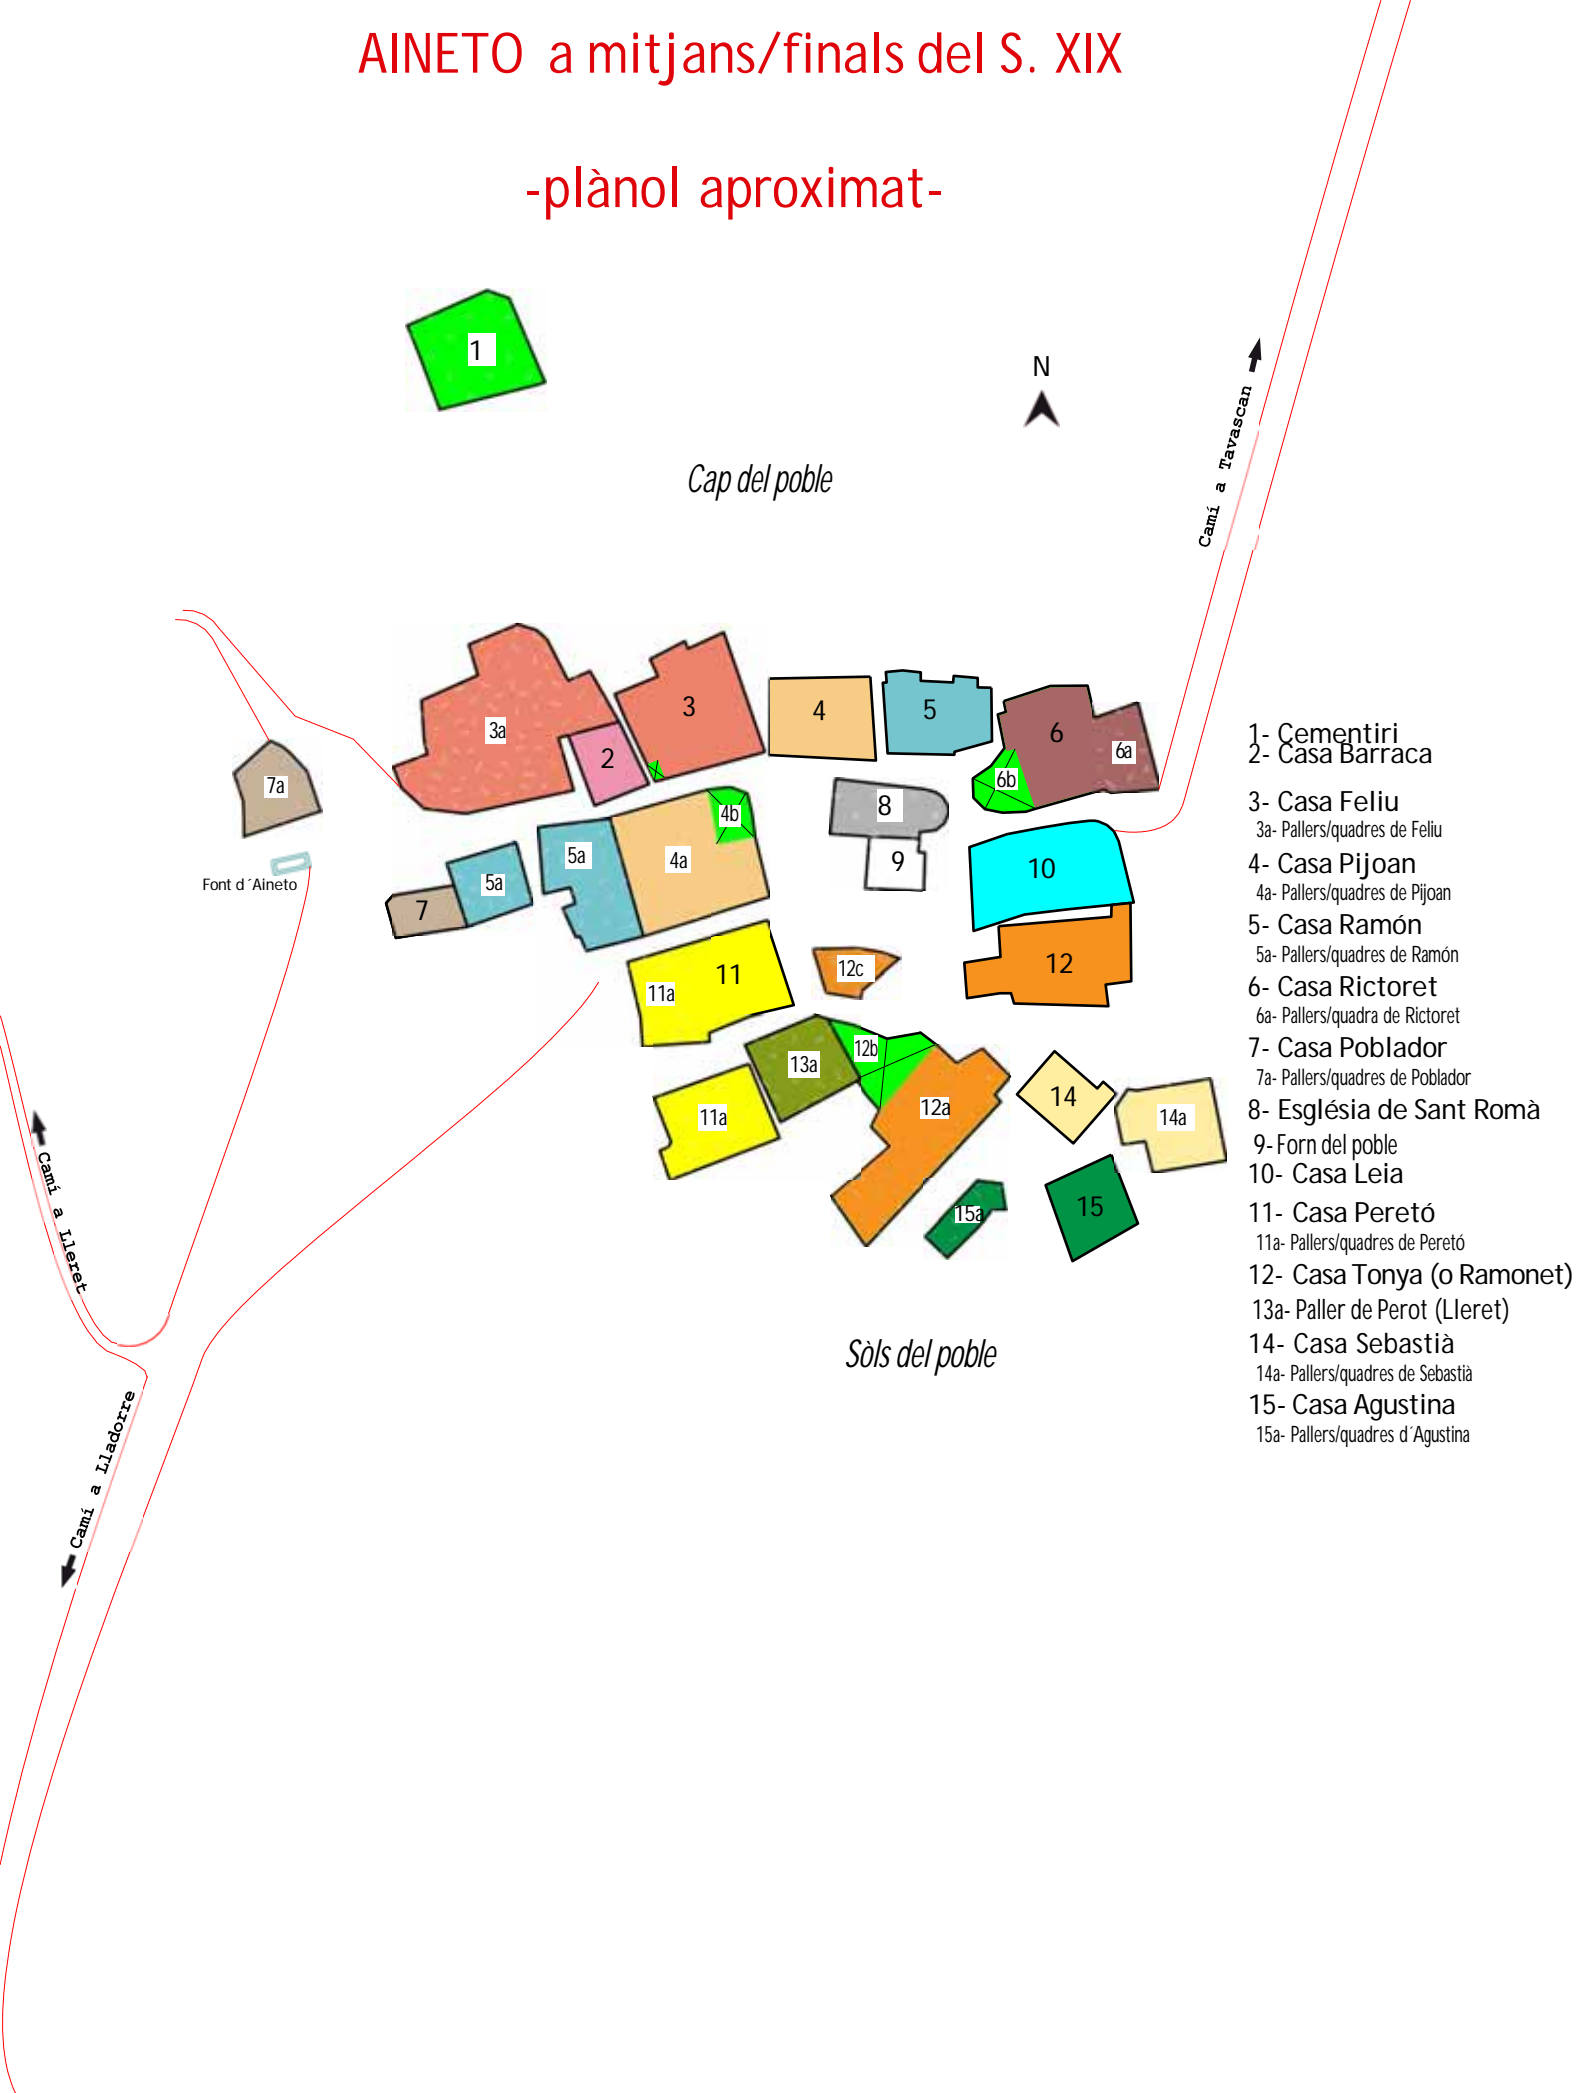 AINETO a mitjans/finals del S. XIX
-plànol aproximat-
1
N
Cap del poble
Camí a Tavascan
3a
2
3
4
5
6
6a
6b
7a
Font d´Aineto
7
5a
5a
4a
4b
8
9
10
11
11a
12c
12
13a
12b
12a
11a
14
14a
15a
15
Camí a Lleret
Camí a Lladorre
Sòls del poble
1- Cementiri
2- Casa Barraca
3- Casa Feliu
3a- Pallers/quadres de Feliu
4- Casa Pijoan
4a- Pallers/quadres de Pijoan
5- Casa Ramón
5a- Pallers/quadres de Ramón
6- Casa Rictoret
6a- Pallers/quadra de Rictoret
7- Casa Poblador
7a- Pallers/quadres de Poblador
8- Església de Sant Romà
9- Forn del poble
10- Casa Leia
11- Casa Peretó
11a- Pallers/quadres de Peretó
12- Casa Tonya (o Ramonet)
13a- Paller de Perot (Lleret)
14- Casa Sebastià
14a- Pallers/quadres de Sebastià
15- Casa Agustina
15a- Pallers/quadres d´Agustina